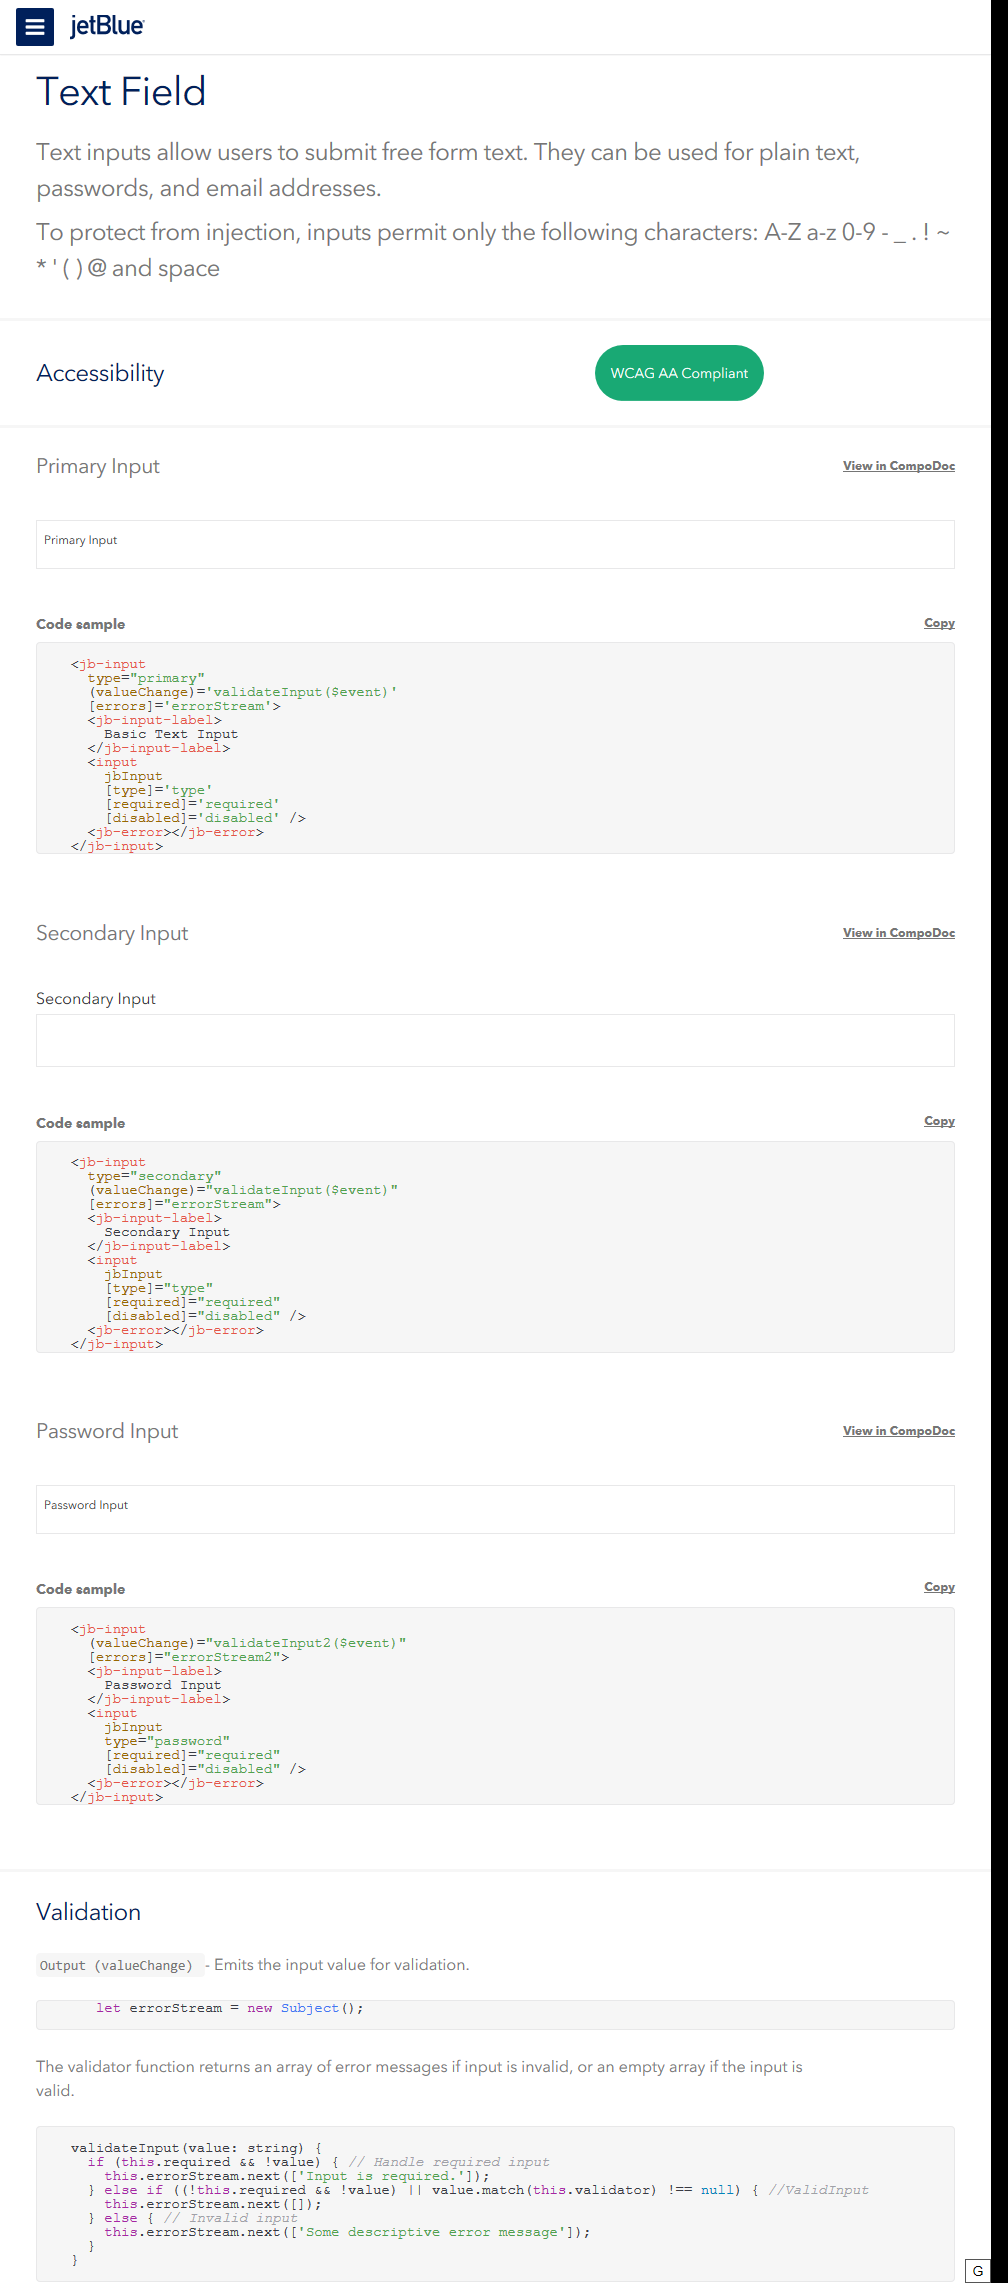 jetBlue
Text Field
Text inputs allow users to submit free form text. They can be used for plain text,
passwords, and email addresses.
To protect from injection, inputs permit only the following characters: A-Z a-z 0-9 - _ . ! ~
* ' ( ) @ and space
Accessibility
WCAG AA Compliant
Primary Input
View in CompoDoc
Primary Input
Code sample
Copy
<jb-input
type="primary"
(valueChange)='validateInput($event)'
[errors]='errorStream'>
<jb-input-label>
Basic Text Input
</jb-input-label>
<input
jbInput
[type]='type'
[required]='required'
[disabled]='disabled' />
<jb-error></jb-error>
</jb-input>
Secondary Input
View in CompoDoc
Secondary Input
Code sample
Copy
<jb-input
type="secondary"
(valueChange)="validateInput($event)"
[errors]="errorStream">
<jb-input-label>
Secondary Input
</jb-input-label>
<input
jbInput
[type]="type"
[required]="required"
[disabled]="disabled" />
<jb-error></jb-error>
</jb-input>
Password Input
View in CompoDoc
Password Input
Code sample
Copy
<jb-input
(valueChange)="validateInput2($event)"
[errors]="errorStream2">
<jb-input-label>
Password Input
</jb-input-label>
<input
jbInput
type="password"
[required]="required"
[disabled]="disabled" />
<jb-error></jb-error>
</jb-input>
Validation
Output (valueChange) - Emits the input value for validation.
let errorStream = new Subject();
The validator function returns an array of error messages if input is invalid, or an empty array if the input is
valid.
validateInput(value: string) {
if (this.required && !value) { // Handle required input
this.errorStream.next(['Input is required.']);
} else if ((!this.required && !value) || value.match(this.validator) !== null) { //ValidInput
this.errorStream.next([]);
} else { // Invalid input
this.errorStream.next(['Some descriptive error message']);
}
}
G